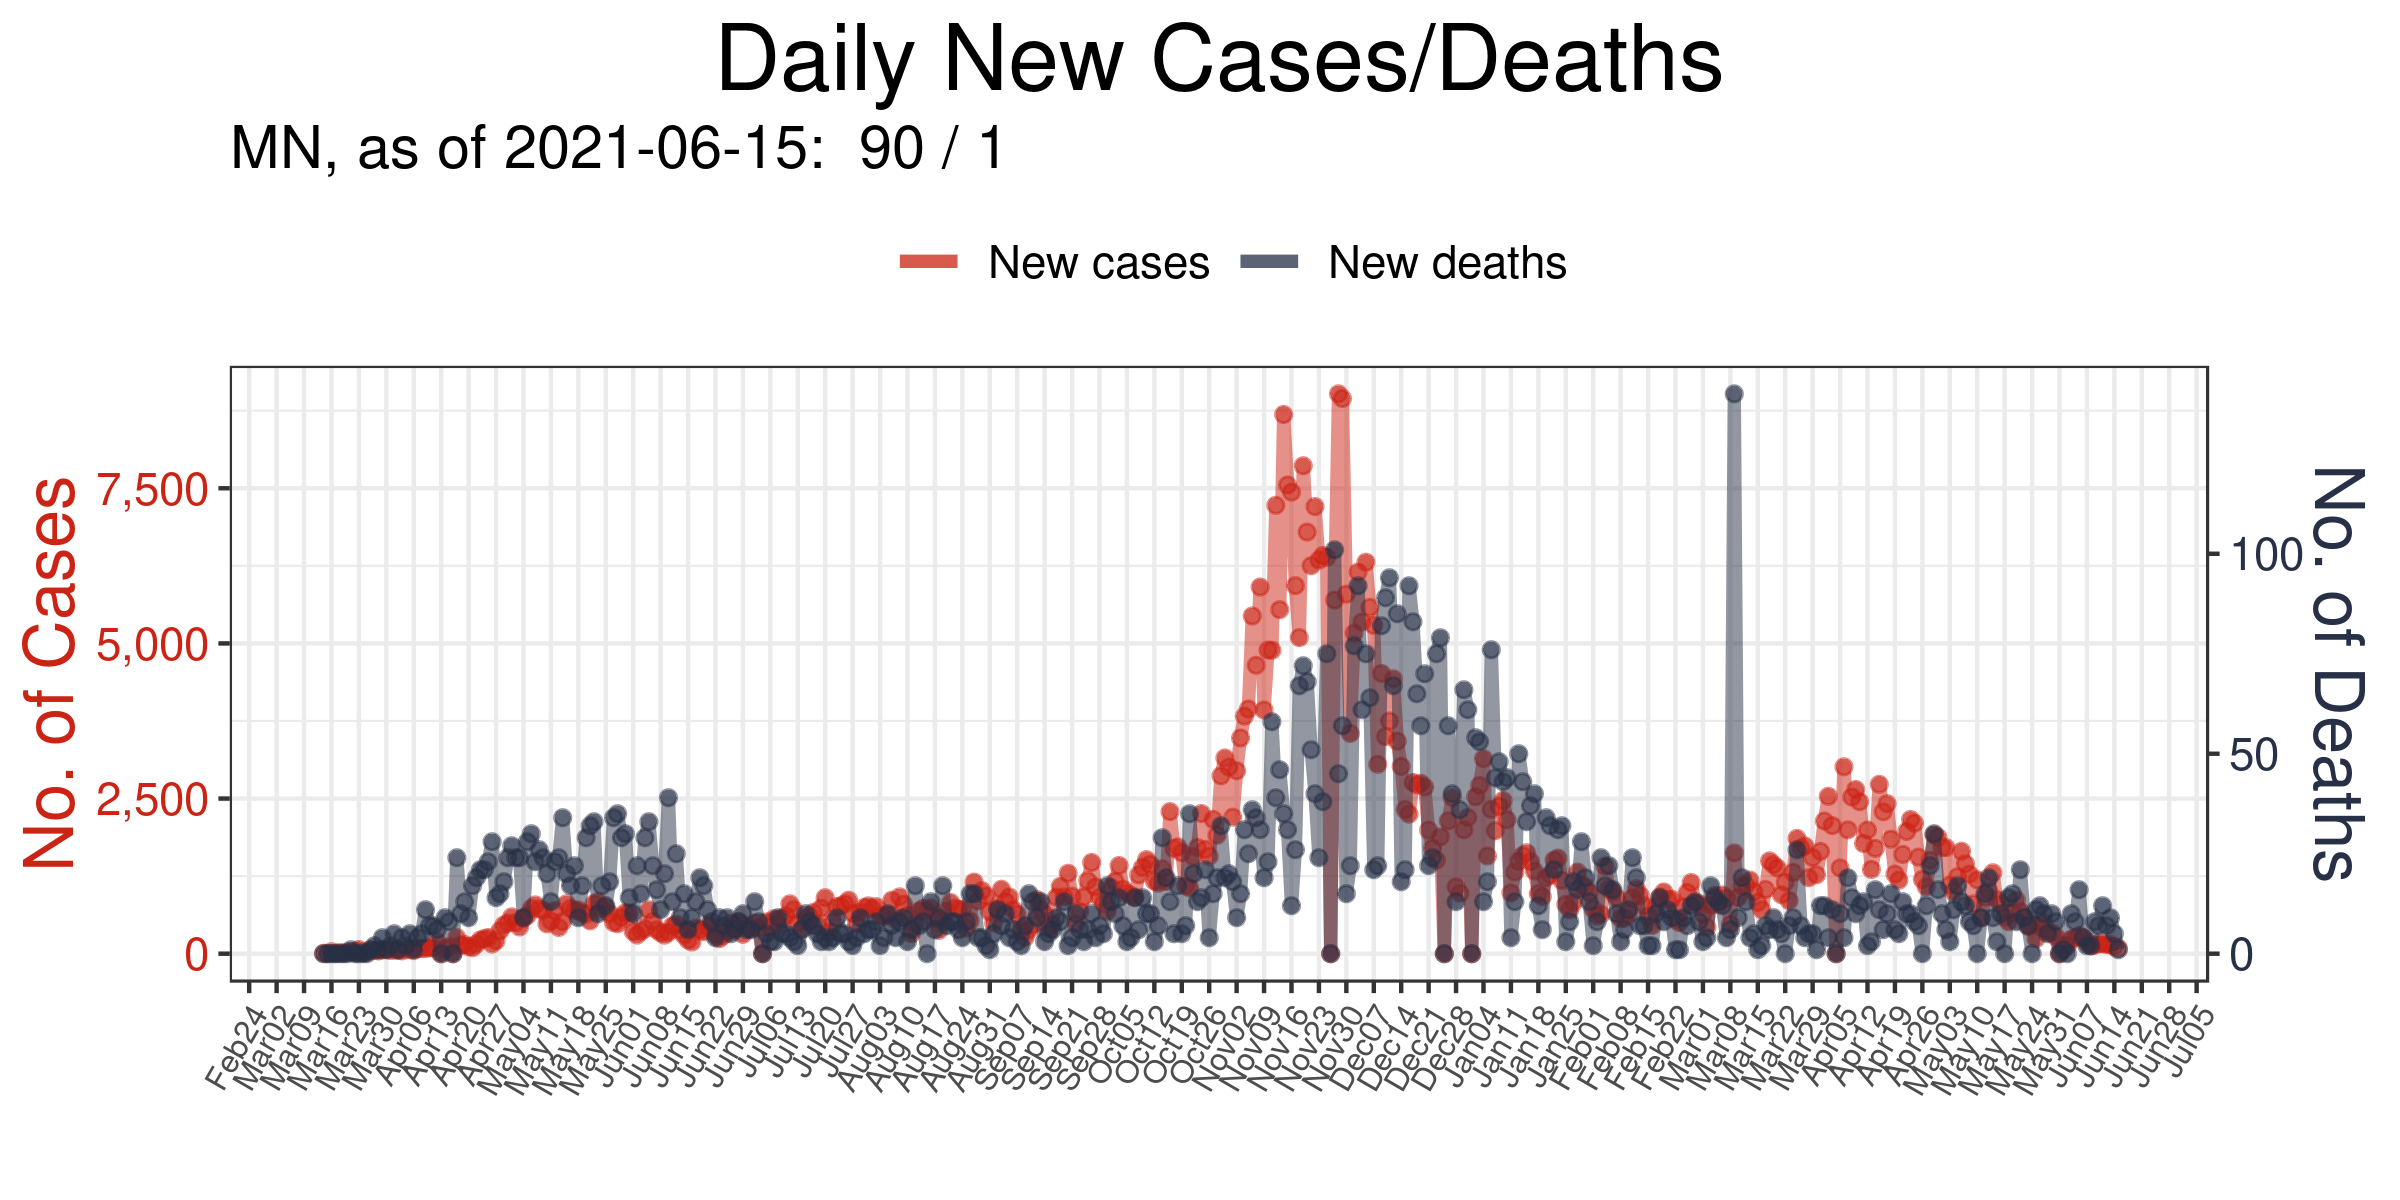 Daily New Cases/Deaths
MN, as of 2021-06-15:  90 / 1
New cases
New deaths
No. of Cases
7,500
5,000
2,500
0
No. of Deaths
100
50
0
Feb24
Mar02
Mar09
Mar16
Mar23
Mar30
Apr06
Apr13
Apr20
Apr27
May04
May11
May18
May25
Jun01
Jun08
Jun15
Jun22
Jun29
Jul06
Jul13
Jul20
Jul27
Aug03
Aug10
Aug17
Aug24
Aug31
Sep07
Sep14
Sep21
Sep28
Oct05
Oct12
Oct19
Oct26
Nov02
Nov09
Nov16
Nov23
Nov30
Dec07
Dec14
Dec21
Dec28
Jan04
Jan11
Jan18
Jan25
Feb01
Feb08
Feb15
Feb22
Mar01
Mar08
Mar15
Mar22
Mar29
Apr05
Apr12
Apr19
Apr26
May03
May10
May17
May24
May31
Jun07
Jun14
Jun21
Jun28
Jul05